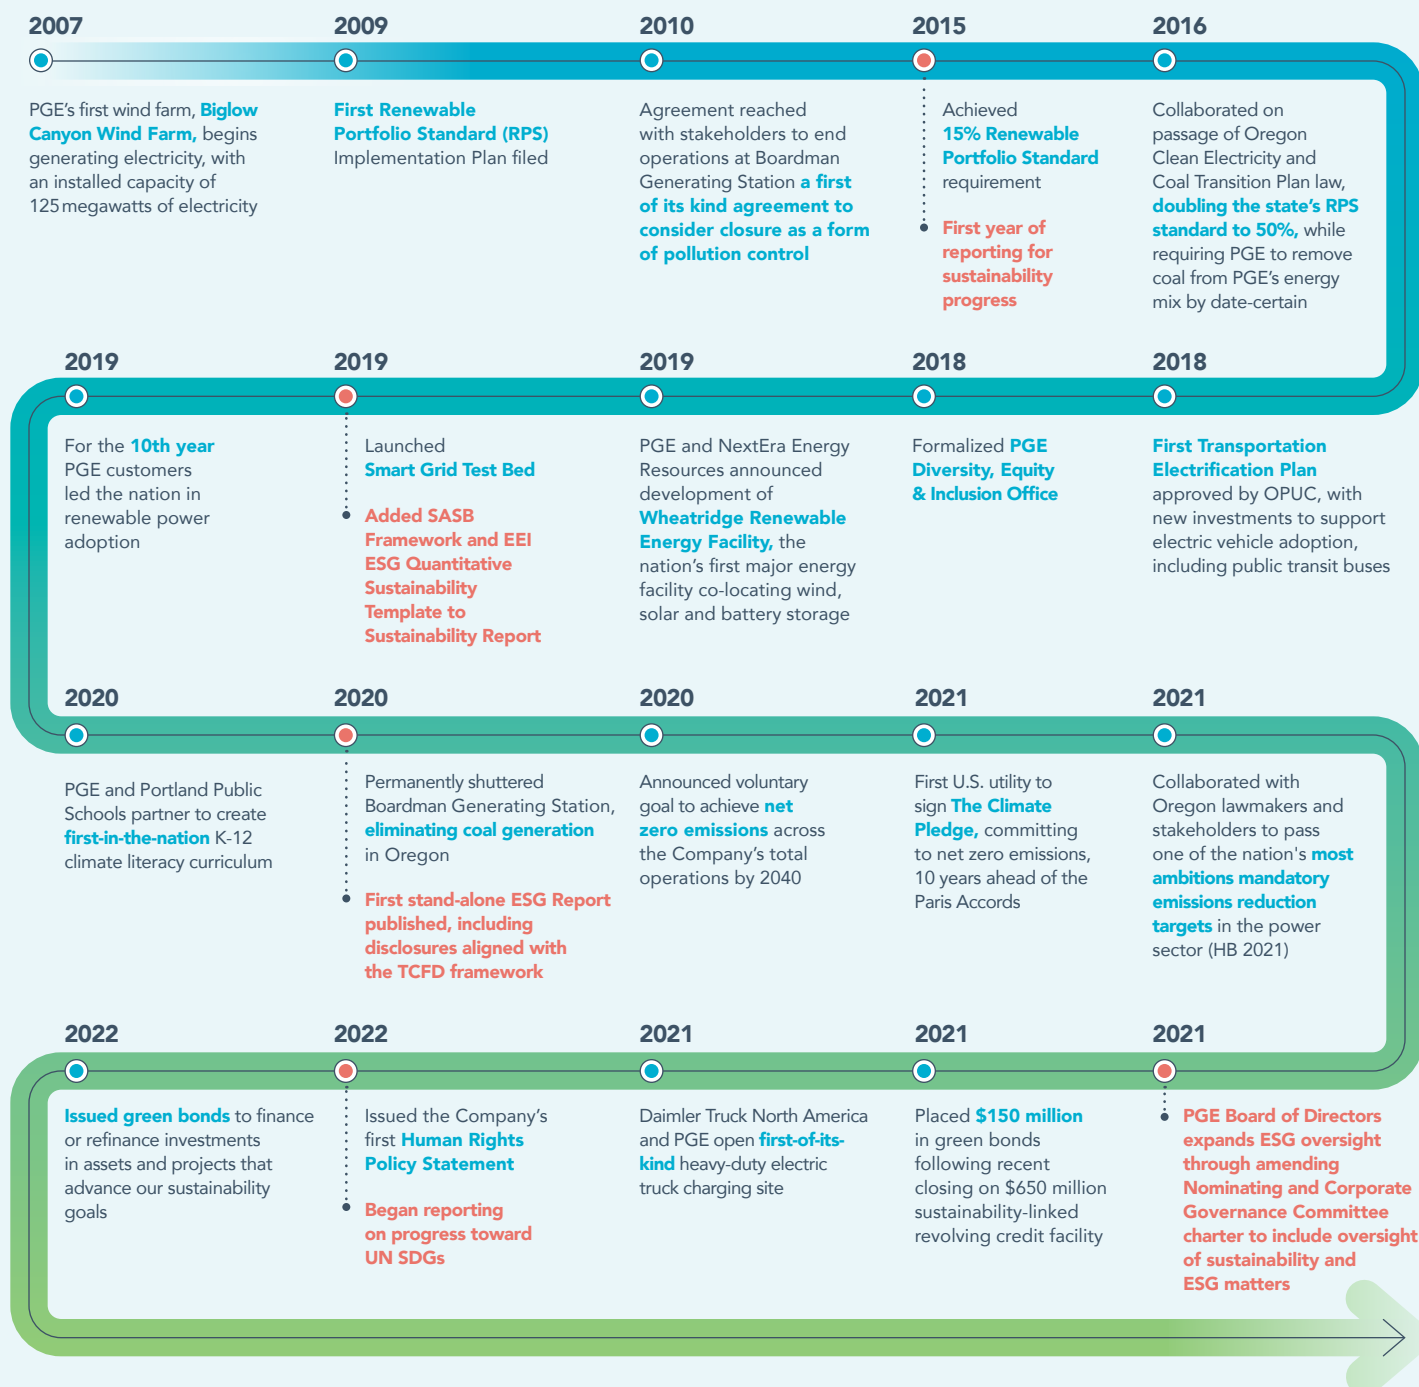 2007
PGE’s first wind farm, Biglow
Canyon Wind Farm, begins
generating electricity, with
an installed capacity of
125 megawatts of electricity
2009
First Renewable
Portfolio Standard (RPS)
Implementation Plan filed
2010
Agreement reached
with stakeholders to end
operations at Boardman
Generating Station a first
of its kind agreement to
consider closure as a form
of pollution control
2015
Achieved
15% Renewable
Portfolio Standard
requirement
First year of
reporting for
sustainability
progress
2016
Collaborated on
passage of Oregon
Clean Electricity and
Coal Transition Plan law,
doubling the state’s RPS
standard to 50%, while
requiring PGE to remove
coal from PGE’s energy
mix by date-certain
2018
First Transportation
Electrification Plan
approved by OPUC, with
new investments to support
electric vehicle adoption,
including public transit buses
2018
Formalized PGE
Diversity, Equity
& Inclusion Office
2019
PGE and NextEra Energy
Resources announced
development of
Wheatridge Renewable
Energy Facility, the
nation’s first major energy
facility co-locating wind,
solar and battery storage
2019
Launched
Smart Grid Test Bed
Added SASB
Framework and EEI
ESG Quantitative
Sustainability
Template to
Sustainability Report
2019
For the 10th year
PGE customers
led the nation in
renewable power
adoption
2020
PGE and Portland Public
Schools partner to create
first-in-the-nation K-12
climate literacy curriculum
2020
Permanently shuttered
Boardman Generating Station,
eliminating coal generation
in Oregon
First stand-alone ESG Report
published, including
disclosures aligned with
the TCFD framework
2020
Announced voluntary
goal to achieve net
zero emissions across
the Company’s total
operations by 2040
2021
First U.S. utility to
sign The Climate
Pledge, committing
to net zero emissions,
10 years ahead of the
Paris Accords
2021
Collaborated with
Oregon lawmakers and
stakeholders to pass
one of the nation's most
ambitions mandatory
emissions reduction
targets in the power
sector (HB 2021)
2021
PGE Board of Directors
expands ESG oversight
through amending
Nominating and Corporate
Governance Committee
charter to include oversight
of sustainability and
ESG matters
2021
Placed $150 million
in green bonds
following recent
closing on $650 million
sustainability-linked
revolving credit facility
2021
Daimler Truck North America
and PGE open first-of-its-
kind heavy-duty electric
truck charging site
2022
Issued the Company’s
first Human Rights
Policy Statement
Began reporting
on progress toward
UN SDGs
2022
Issued green bonds to finance
or refinance investments
in assets and projects that
advance our sustainability
goals